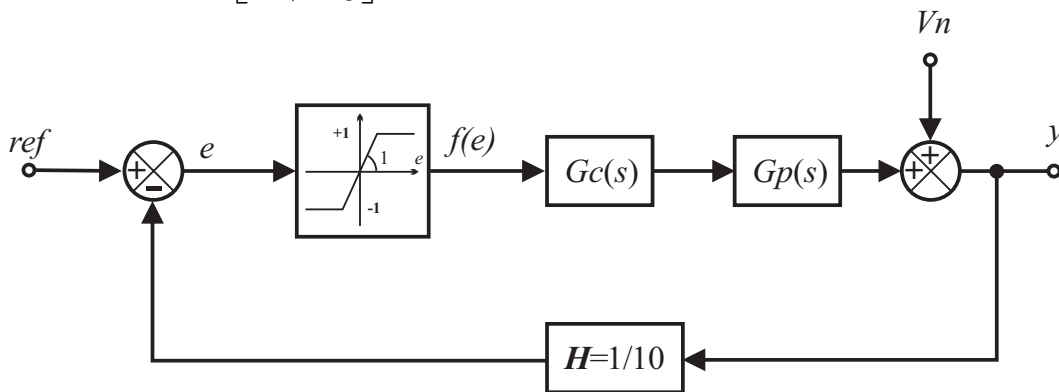 Vn
ref
+
-
e
+1
1
e
-1
f(e)
Gc(s)
Gp(s)
+
+
y
H=1/10